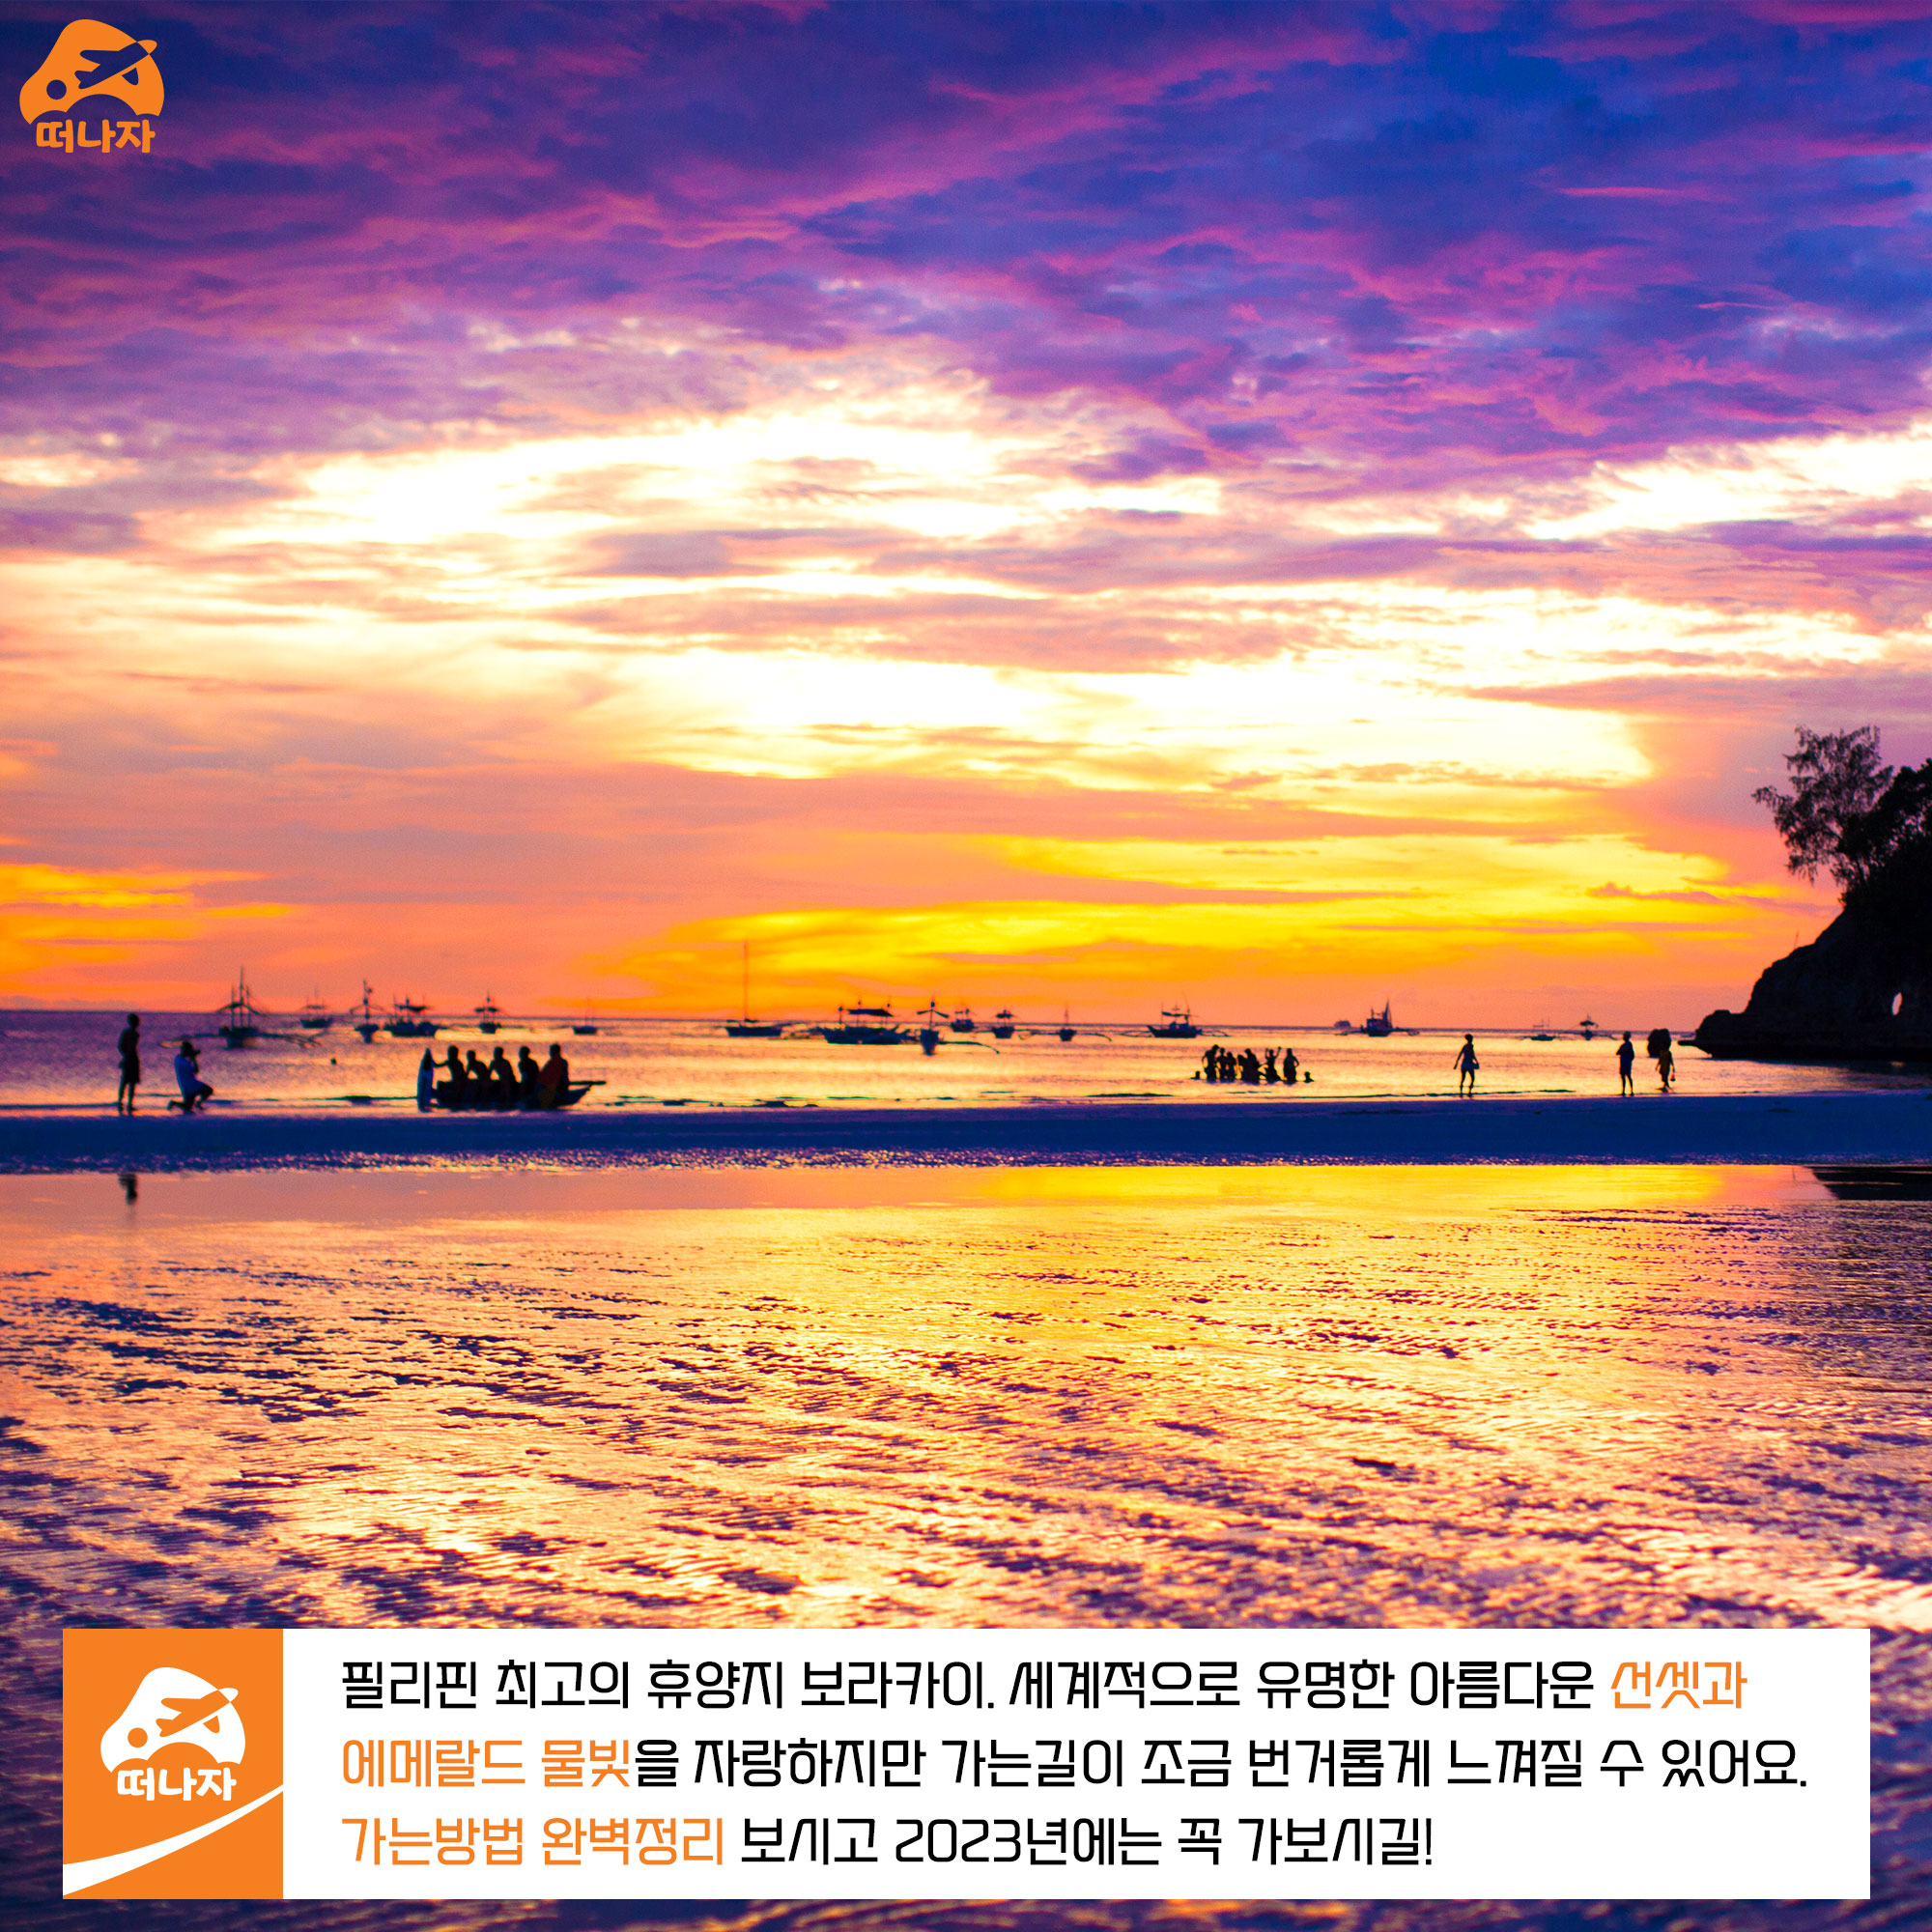 떠나자
필리핀 최고의 휴양지 보라카이. 세계적으로 유명한 아름다운 선셋과
에메랄드 물빛을 자랑하지만 가는길이 조금 번거롭게 느껴질 수 있어요.
떠나자
가는방법 완벽정리 보시고 2023년에는 꼭 가보시길!